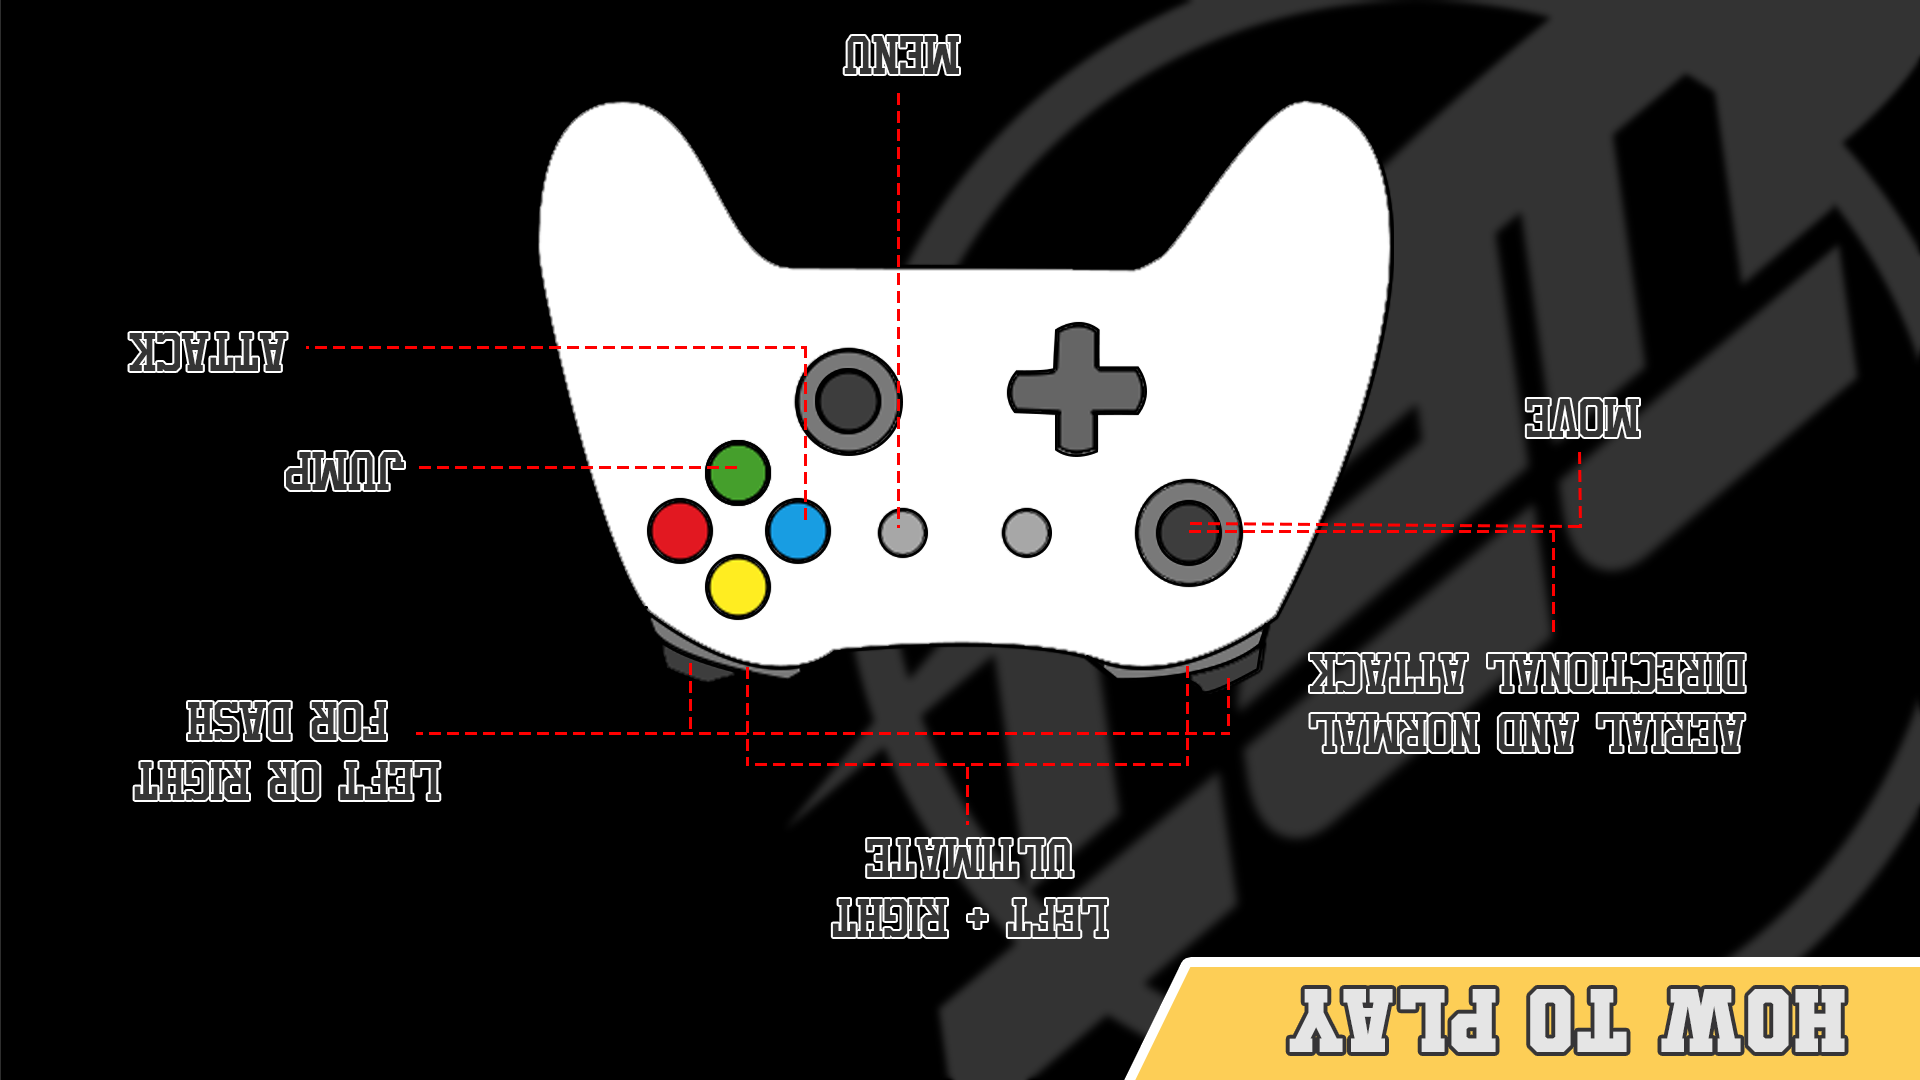 HOW TO PLAY
LEFT + RIGHT
ULTIMATE
LEFT OR RIGHT
FOR DASH
AERIAL AND NORMAL
DIRECTIONAL ATTACK
MOVE
JUMP
ATTACK
MENU